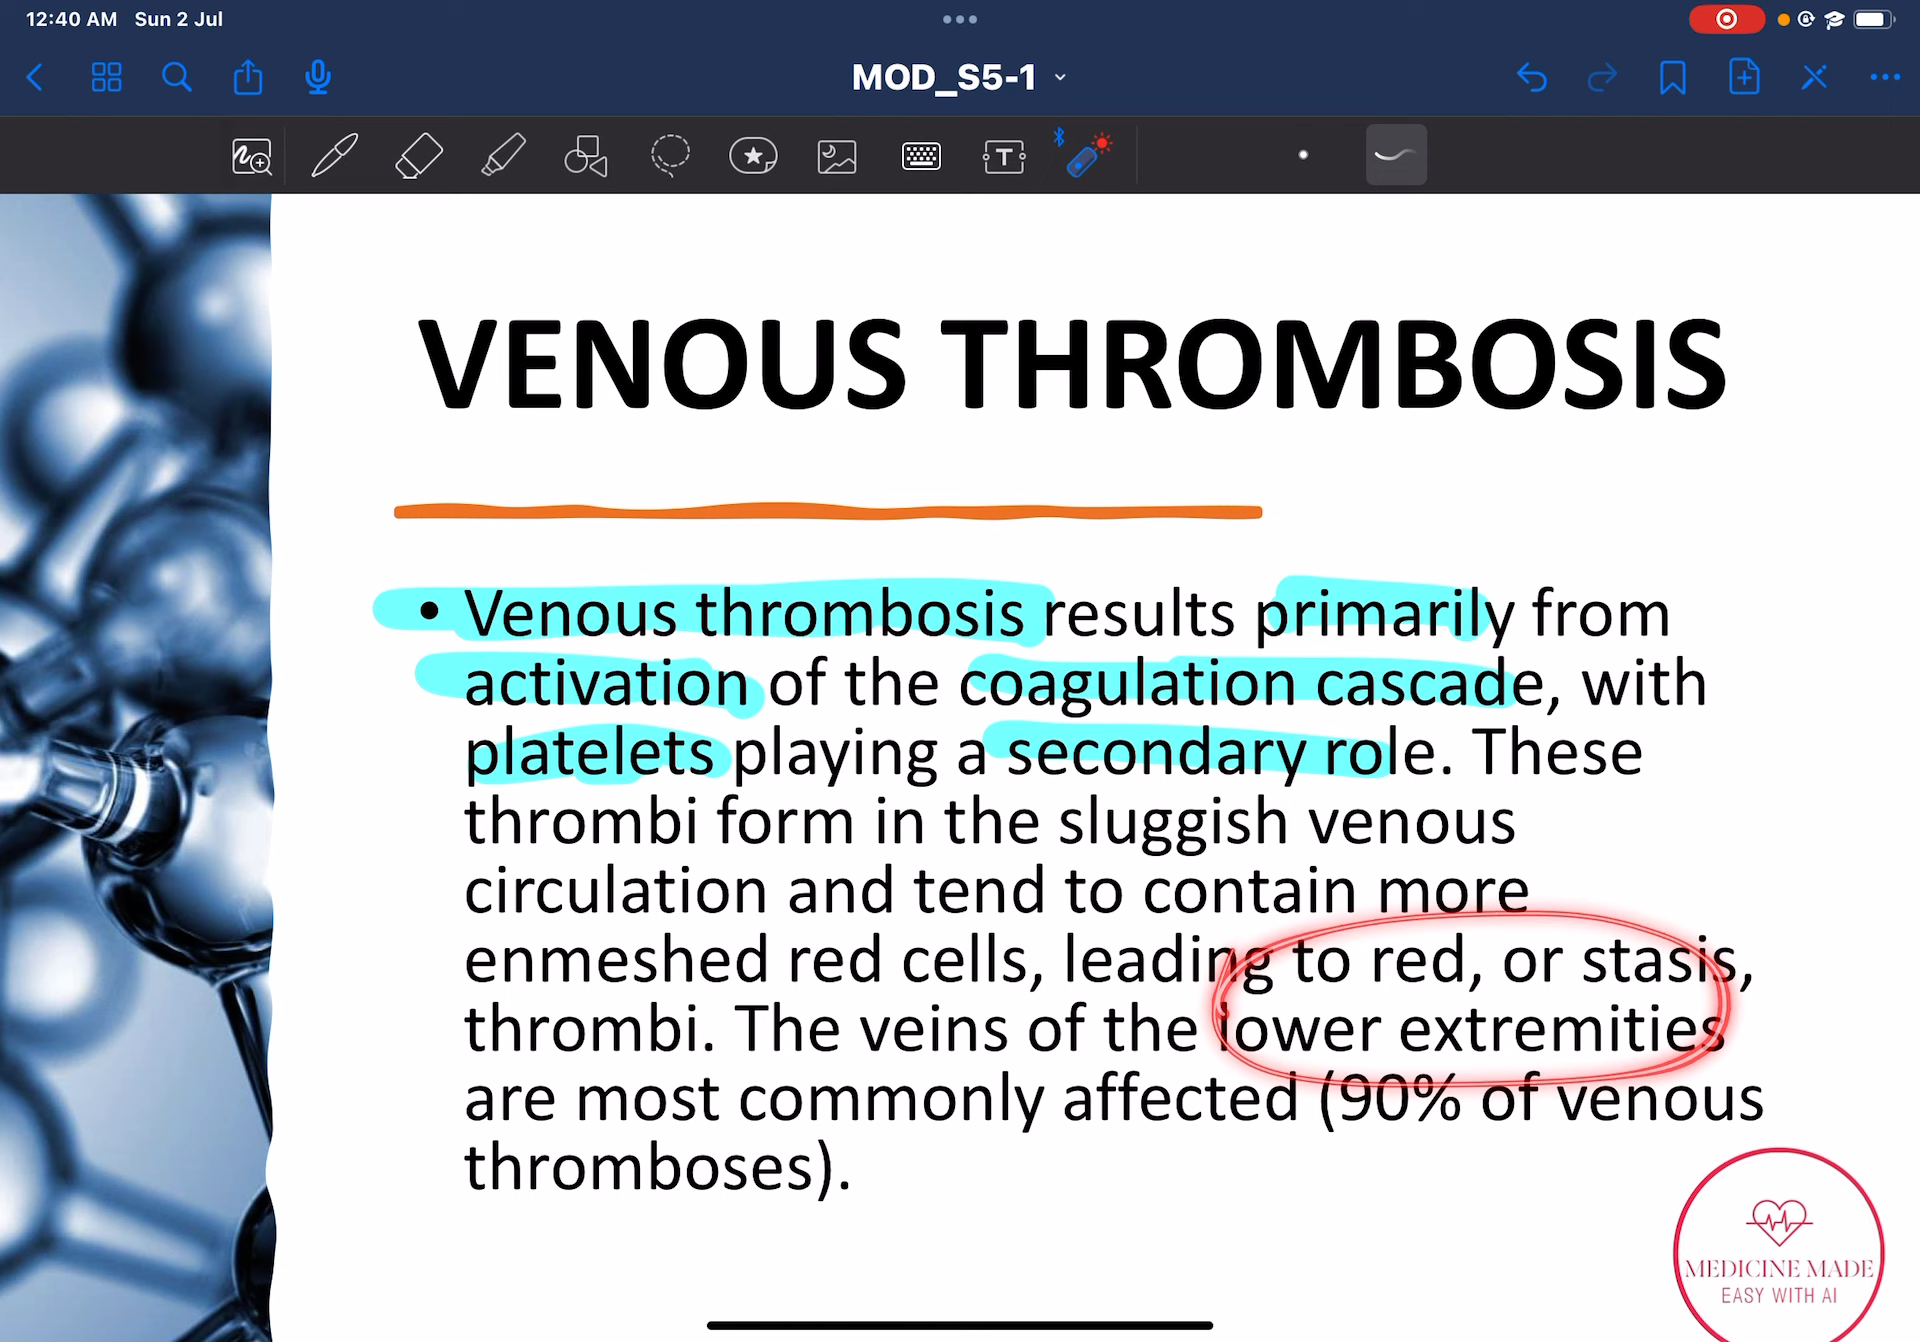 12:40 AM Sun 2 Jul
MOD_S5-1
T
VENOUS THROMBOSIS
• Venous thrombosis results primarily from
activation of the coagulation cascade, with
platelets playing a secondary role. These
thrombi form in the sluggish venous
circulation and tend to contain more
enmeshed red cells, leading to red, or stasis,
thrombi. The veins of the lower extremities
are most commonly affected (90% of venous
thromboses).
MEDICINE MADE
EASY WITH AI